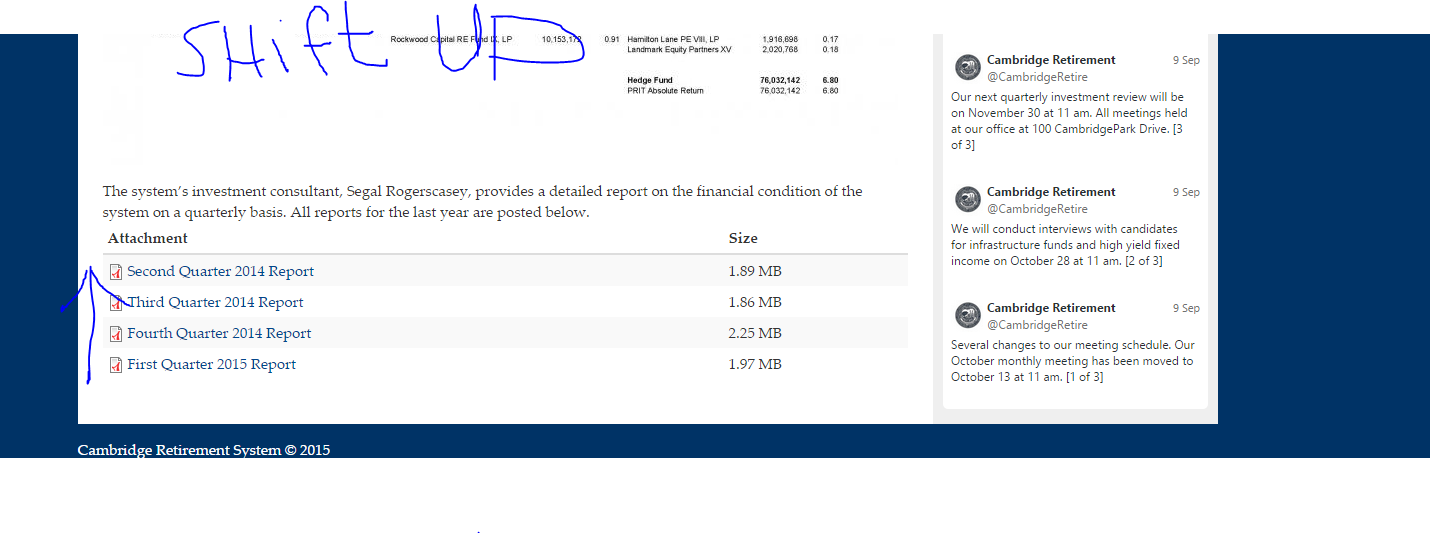 SHift UP
Rockwood Capital RE Fund IX, LP 10,153,172 0.91 Hamilton Lane PE VIII, LP 1,916,698 0.17
Landmark Equity Partners XV 2,020,768 0.18
Hedge Fund 76,032,142 6.80
PRIT Absolute Return 76,032,142 6.80
The system's investment consultant, Segal Rogerscasey, provides a detailed report on the financial condition of the
system on a quarterly basis. All reports for the last year are posted below.
Attachment Size
Second Quarter 2014 Report 1.89 MB
Third Quarter 2014 Report 1.86 MB
Fourth Quarter 2014 Report 2.25 MB
First Quarter 2015 Report 1.97 MB
Cambridge Retirement 9 Sep
@CambridgeRetire
Our next quarterly investment review will be
on November 30 at 11 am. All meetings held
at our office at 100 CambridgePark Drive. [3
of 3]
Cambridge Retirement 9 Sep
@CambridgeRetire
We will conduct interviews with candidates
for infrastructure funds and high yield fixed
income on October 28 at 11 am. [2 of 3]
Cambridge Retirement 9 Sep
@CambridgeRetire
Several changes to our meeting schedule. Our
October monthly meeting has been moved to
October 13 at 11 am. [1 of 3]
Cambridge Retirement System © 2015